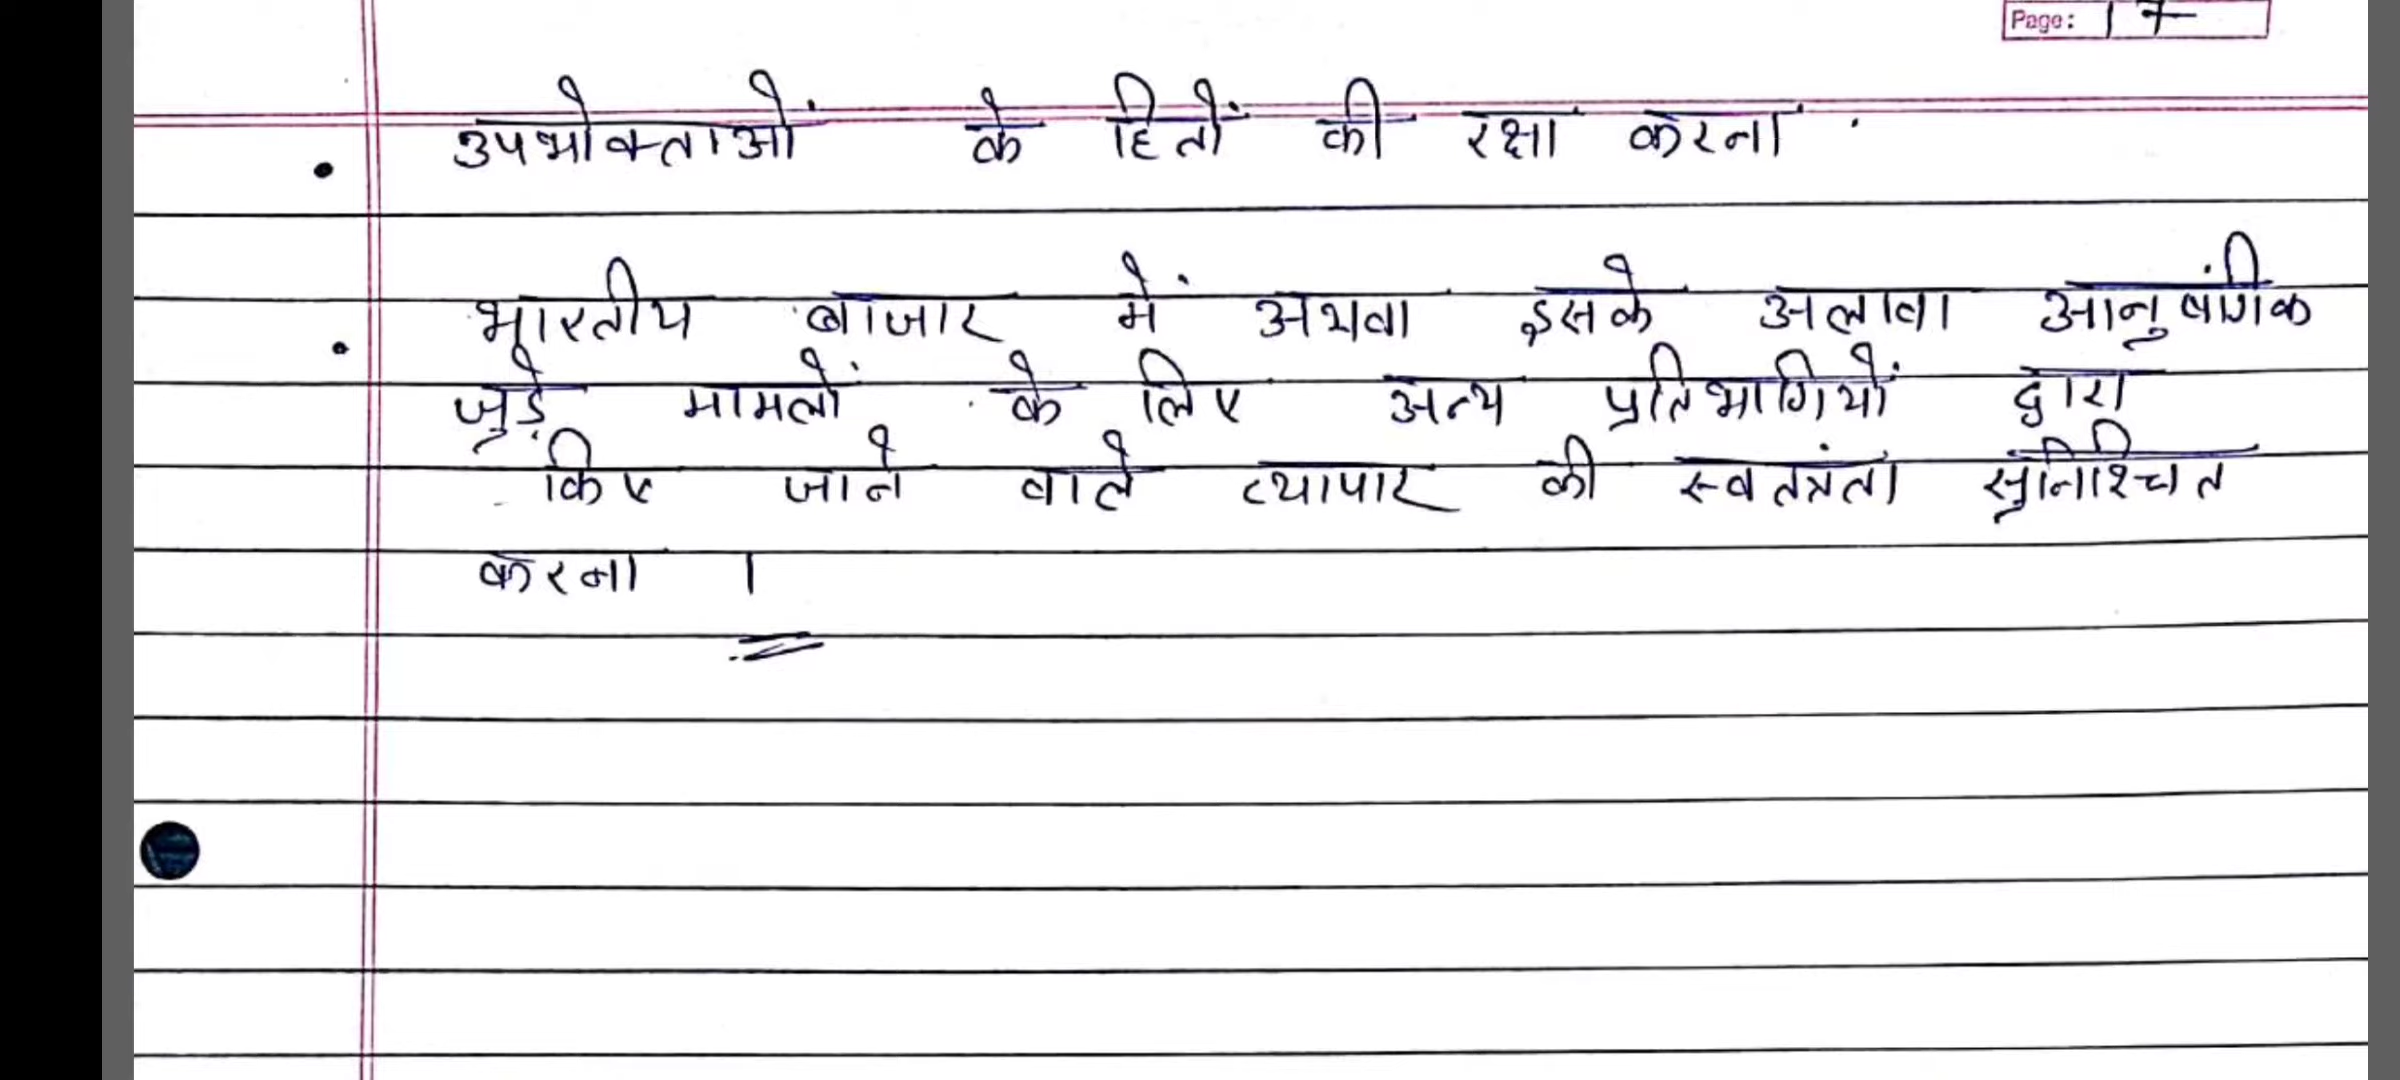 Page: 17
• उपभोक्ताओं के हितों की रक्षा करना
• भारतीय बाजार में अथवा इसके अलावा आनुषंगिक
जुड़े मामलों के लिए अन्य प्रतिभागियों द्वारा
किए जाने वाले व्यापार की स्वतंत्रता सुनिश्चित
करना ।